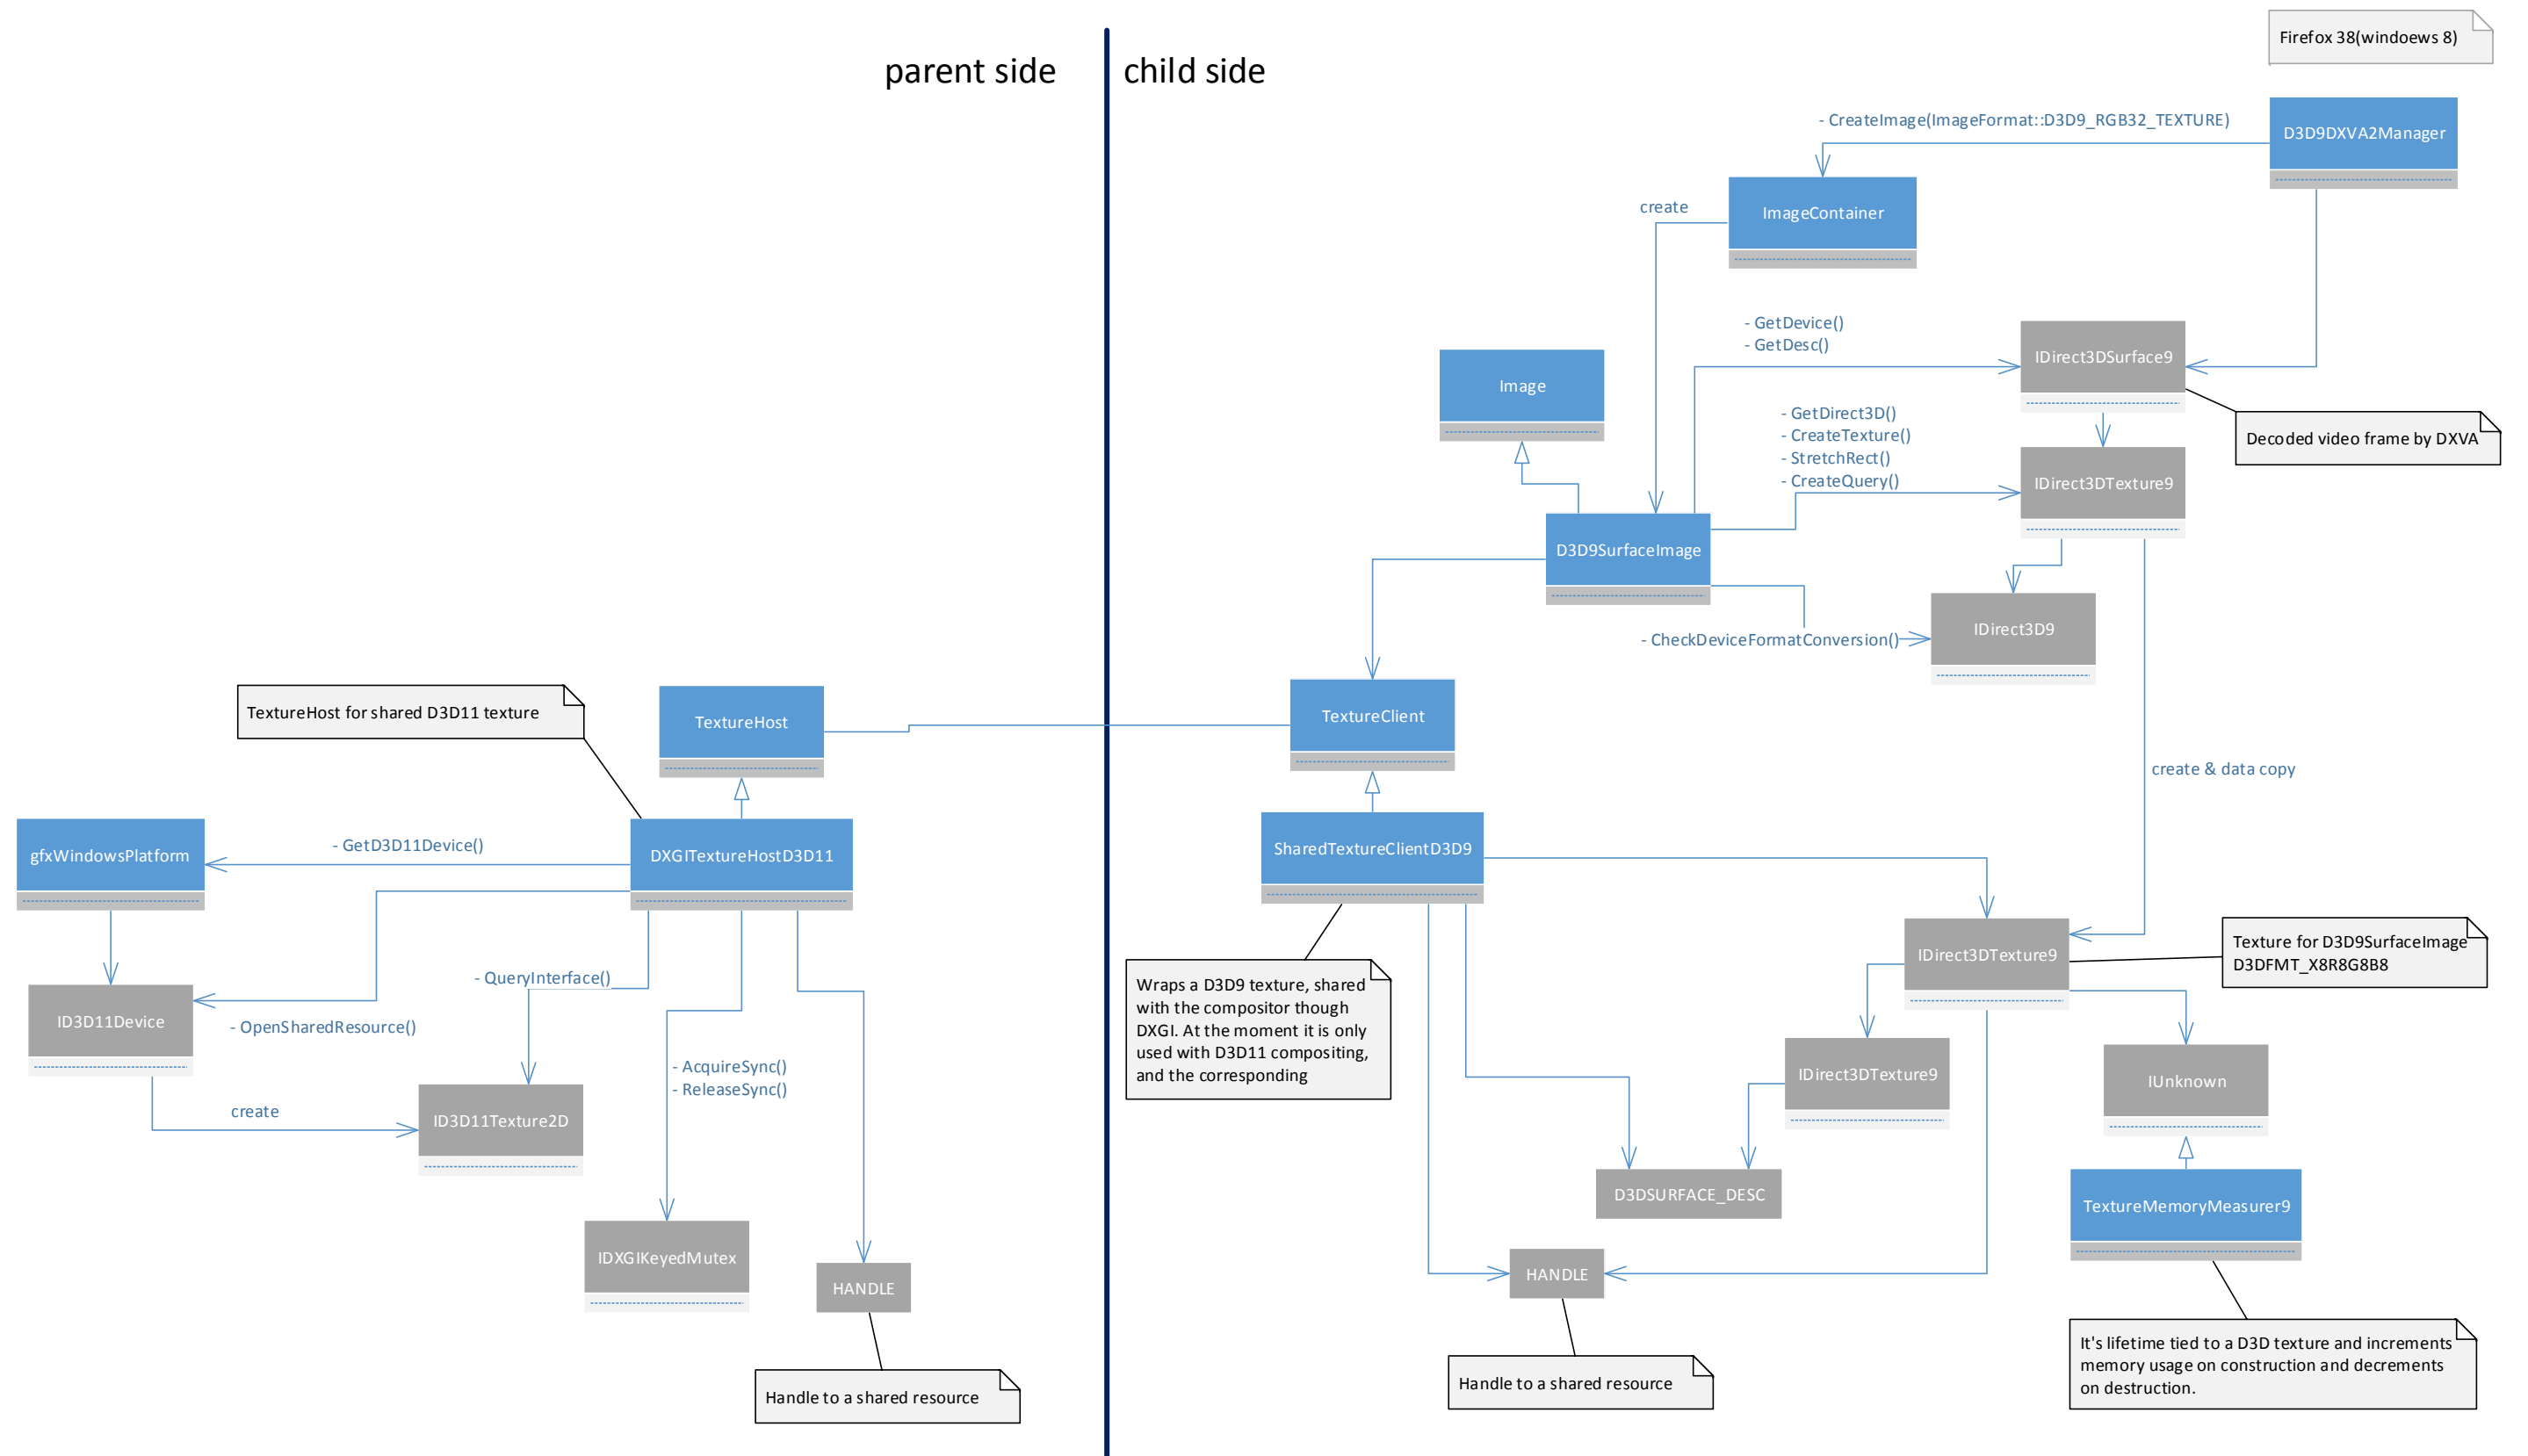 Firefox 38(windoews 8)
parent side
child side
- CreateImage(ImageFormat::D3D9_RGB32_TEXTURE)
D3D9DXVA2Manager
create
ImageContainer
- GetDevice()
- GetDesc()
IDirect3DSurface9
Image
- GetDirect3D()
- CreateTexture()
- StretchRect()
- CreateQuery()
Decoded video frame by DXVA
IDirect3DTexture9
D3D9SurfaceImage
- CheckDeviceFormatConversion()
IDirect3D9
TextureHost for shared D3D11 texture
TextureHost
TextureClient
create & data copy
gfxWindowsPlatform
- GetD3D11Device()
DXGITextureHostD3D11
SharedTextureClientD3D9
- QueryInterface()
ID3D11Device
- OpenSharedResource()
- AcquireSync()
- ReleaseSync()
create
ID3D11Texture2D
IDXGIKeyedMutex
HANDLE
Handle to a shared resource
Wraps a D3D9 texture, shared
with the compositor though
DXGI. At the moment it is only
used with D3D11 compositing,
and the corresponding
IDirect3DTexture9
Texture for D3D9SurfaceImage
D3DFMT_X8R8G8B8
IDirect3DTexture9
IUnknown
D3DSURFACE_DESC
TextureMemoryMeasurer9
HANDLE
Handle to a shared resource
It's lifetime tied to a D3D texture and increments
memory usage on construction and decrements
on destruction.